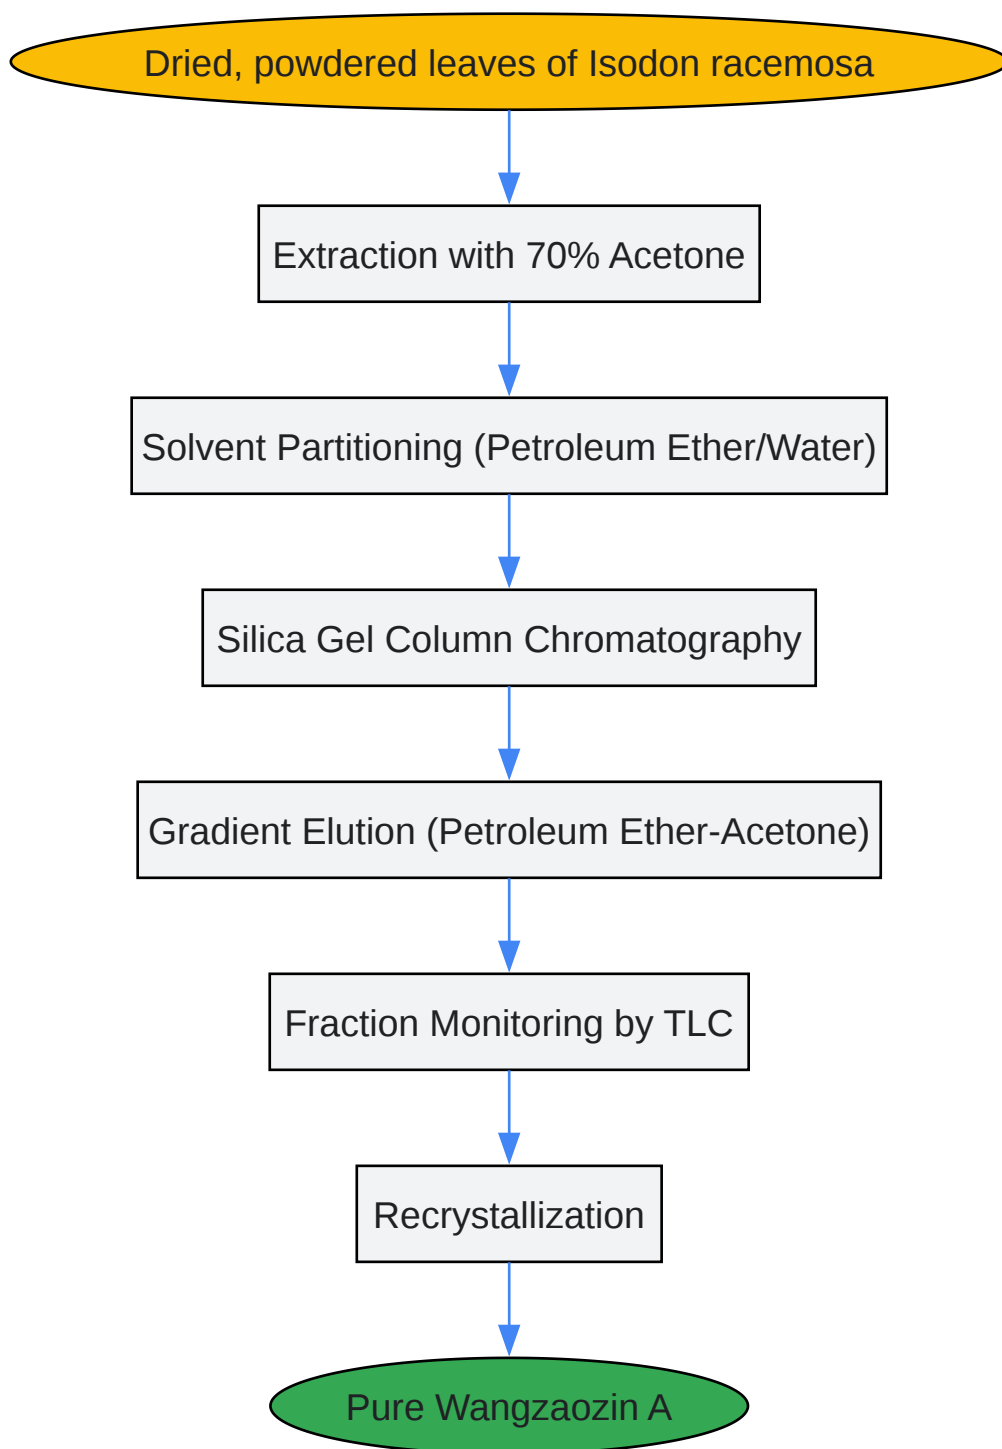 Dried, powdered leaves of Isodon racemosa
Extraction with 70% Acetone
Solvent Partitioning (Petroleum Ether/Water)
Silica Gel Column Chromatography
Gradient Elution (Petroleum Ether-Acetone)
Fraction Monitoring by TLC
Recrystallization
Pure Wangzaozin A